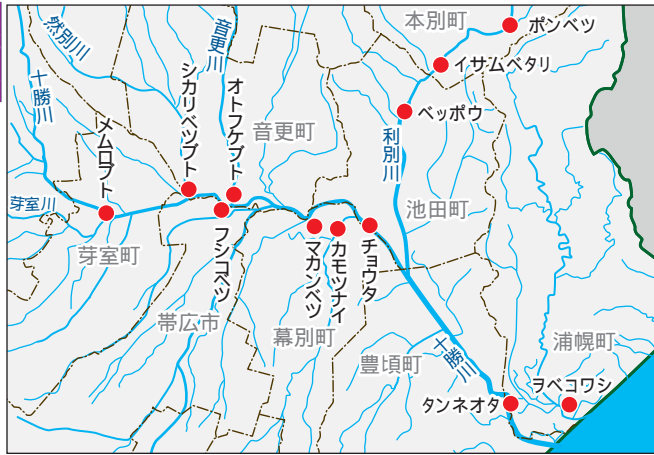 本別町
ポンベツ
然別川
音更川
イサムベタリ
十勝川
シカリベツプト
オトフケプト
ベッポウ
音更町
利別川
メムロプト
池田町
芽室川
芽室町
フシコベツ
マカンベツ
カモツナイ
チョウタ
帯広市
幕別町
豊頃町
十勝川
浦幌町
ヲベコワシ
タンネオタ